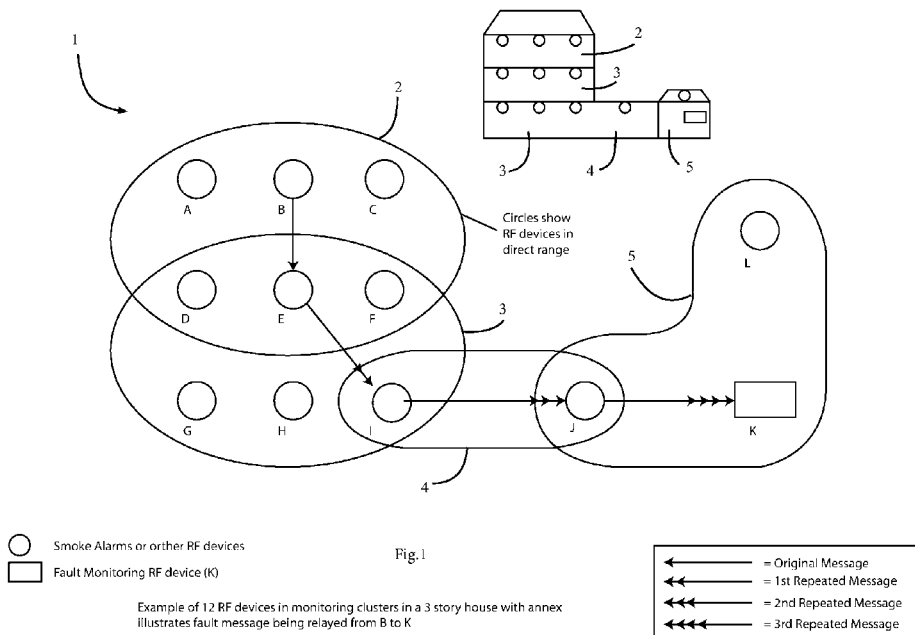 1
2
2
3
3
4
5
A
B
C
Circles show
RF devices in
direct range
5
L
D
E
F
3
G
H
I
J
K
4
Smoke Alarms or orther RF devices
Fault Monitoring RF device (K)
Fig.1
= Original Message
= 1st Repeated Message
= 2nd Repeated Message
= 3rd Repeated Message
Example of 12 RF devices in monitoring clusters in a 3 story house with annex
illustrates fault message being relayed from B to K